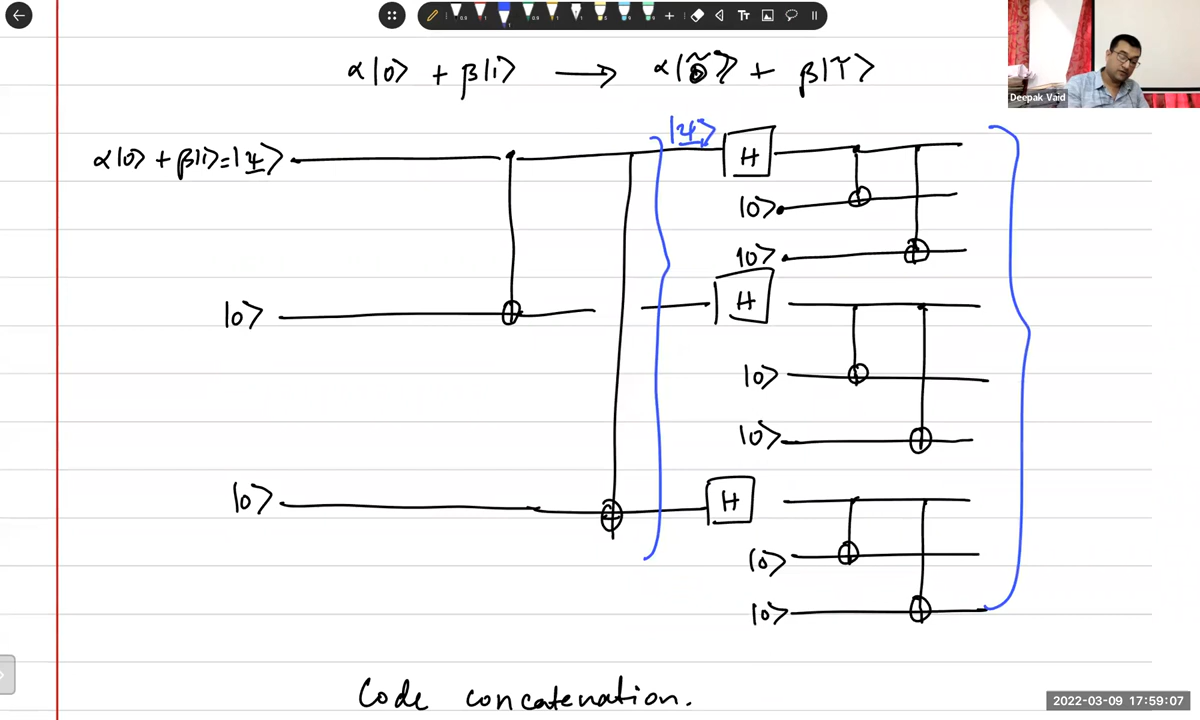 α|0⟩ + β|1⟩ → α|0̃⟩ + β|1̃⟩
α|0⟩ + β|1⟩ = |ψ⟩
|ψ⟩
H
|0⟩
|0⟩
|0⟩
H
|0⟩
|0⟩
|0⟩
H
|0⟩
|0⟩
Code concatenation.
Tт
Deepak Vaid
2022-03-09 17:59:07